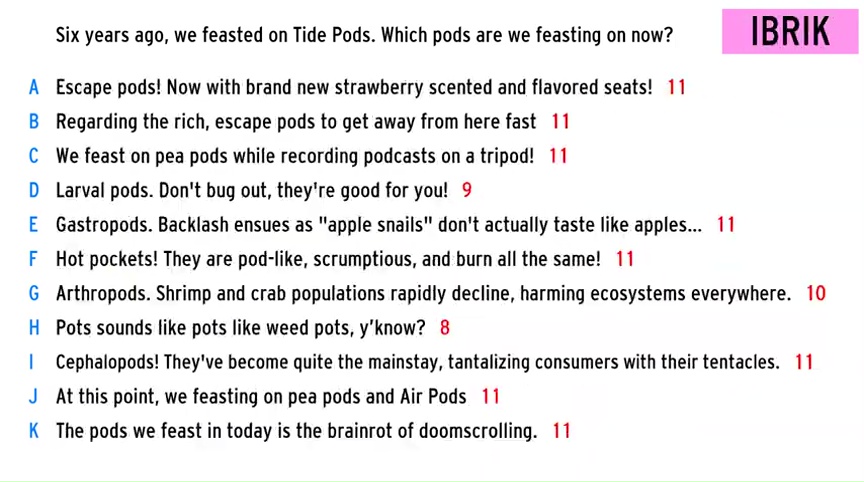 Six years ago, we feasted on Tide Pods. Which pods are we feasting on now?
IBRIK
A Escape pods! Now with brand new strawberry scented and flavored seats! 11
B Regarding the rich, escape pods to get away from here fast 11
C We feast on pea pods while recording podcasts on a tripod! 11
D Larval pods. Don't bug out, they're good for you! 9
E Gastropods. Backlash ensues as "apple snails" don't actually taste like apples... 11
F Hot pockets! They are pod-like, scrumptious, and burn all the same! 11
G Arthropods. Shrimp and crab populations rapidly decline, harming ecosystems everywhere. 10
H Pots sounds like pots like weed pots, y’know? 8
I Cephalopods! They've become quite the mainstay, tantalizing consumers with their tentacles. 11
J At this point, we feasting on pea pods and Air Pods 11
K The pods we feast in today is the brainrot of doomscrolling. 11